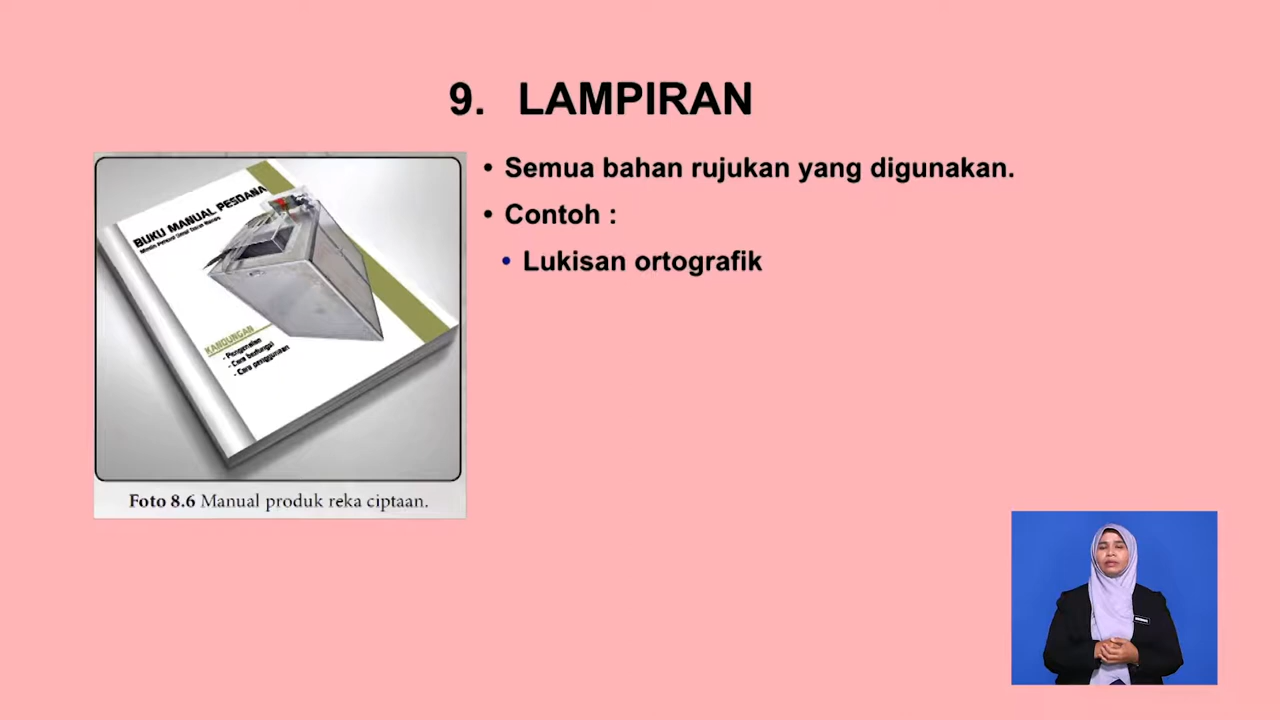 9. LAMPIRAN
• Semua bahan rujukan yang digunakan.
• Contoh :
• Lukisan ortografik
BUKU MANUAL PESDANA
KANDUNGAN
- Pengenalan
- Cara berfungsi
- Cara penggunaan
Foto 8.6 Manual produk reka ciptaan.